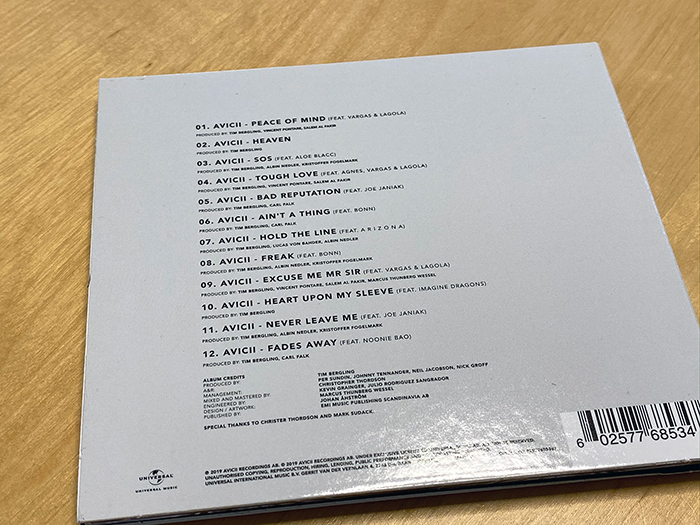 01. AVICII - PEACE OF MIND (FEAT. VARGAS & LAGOLA)
PRODUCED BY: TIM BERGLING, VINCENT PONTARE, SALEM AL FAKIR
02. AVICII - HEAVEN
PRODUCED BY: TIM BERGLING
03. AVICII - SOS (FEAT. ALOE BLACC)
PRODUCED BY: TIM BERGLING, ALBIN NEDLER, KRISTOFFER FOGELMARK
04. AVICII - TOUGH LOVE (FEAT. AGNES, VARGAS & LAGOLA)
PRODUCED BY: TIM BERGLING, VINCENT PONTARE, SALEM AL FAKIR
05. AVICII - BAD REPUTATION (FEAT. JOE JANIAK)
PRODUCED BY: TIM BERGLING, CARL FALK
06. AVICII - AIN'T A THING (FEAT. BONN)
PRODUCED BY: TIM BERGLING, CARL FALK
07. AVICII - HOLD THE LINE (FEAT. A R I Z O N A)
PRODUCED BY: TIM BERGLING, LUCAS VON BAHDER, ALBIN NEDLER
08. AVICII - FREAK (FEAT. BONN)
PRODUCED BY: TIM BERGLING, ALBIN NEDLER, KRISTOFFER FOGELMARK
09. AVICII - EXCUSE ME MR SIR (FEAT. VARGAS & LAGOLA)
PRODUCED BY: TIM BERGLING, VINCENT PONTARE, SALEM AL FAKIR, MARCUS THUNBERG WESSEL
10. AVICII - HEART UPON MY SLEEVE (FEAT. IMAGINE DRAGONS)
PRODUCED BY: TIM BERGLING
11. AVICII - NEVER LEAVE ME (FEAT. JOE JANIAK)
PRODUCED BY: TIM BERGLING, ALBIN NEDLER, KRISTOFFER FOGELMARK
12. AVICII - FADES AWAY (FEAT. NOONIE BAO)
PRODUCED BY: TIM BERGLING, CARL FALK
ALBUM CREDITS
PRODUCED BY: TIM BERGLING
A&R: PER SUNDIN, JOHNNY TENNANDER, NEIL JACOBSON, NICK GROFF
MANAGEMENT: CHRISTOPHER THORDSON
MIXED AND MASTERED BY: KEVIN GRAINGER, JULIO RODRIGUEZ SANGRADOR
ENGINEERED BY: MARCUS THUNBERG WESSEL
DESIGN / ARTWORK: JOHAN ÅHSTRÖM
PUBLISHED BY: EMI MUSIC PUBLISHING SCANDINAVIA AB
SPECIAL THANKS TO CHRISTER THORDSON AND MARK SUDACK.
UNIVERSAL
UNIVERSAL MUSIC
℗ 2019 AVICII RECORDINGS AB. © 2019 AVICII RECORDINGS AB. UNDER EXCLUSIVE LICENSE TO UNIVERSAL MUSIC AB. RESERVED.
UNAUTHORISED COPYING, REPRODUCTION, HIRING, LENDING, PUBLIC PERFORMANCE AND
UNIVERSAL INTERNATIONAL MUSIC B.V. GERRIT VAN DER VEENLAAN 4,
6 02577 68534